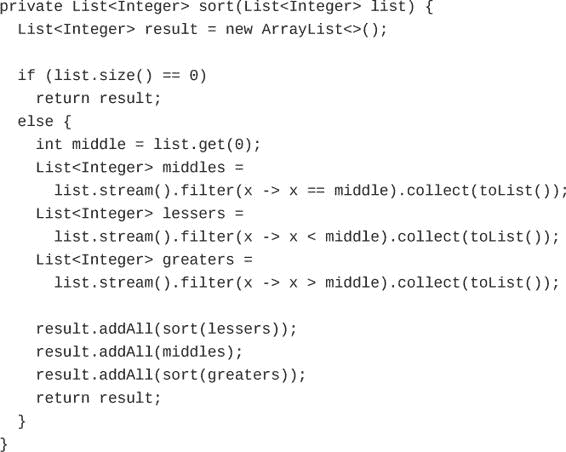 private List<Integer> sort(List<Integer> list) {
  List<Integer> result = new ArrayList<>();

  if (list.size() == 0)
    return result;
  else {
    int middle = list.get(0);
    List<Integer> middles =
      list.stream().filter(x -> x == middle).collect(toList());
    List<Integer> lessers =
      list.stream().filter(x -> x < middle).collect(toList());
    List<Integer> greaters =
      list.stream().filter(x -> x > middle).collect(toList());

    result.addAll(sort(lessers));
    result.addAll(middles);
    result.addAll(sort(greaters));
    return result;
  }
}